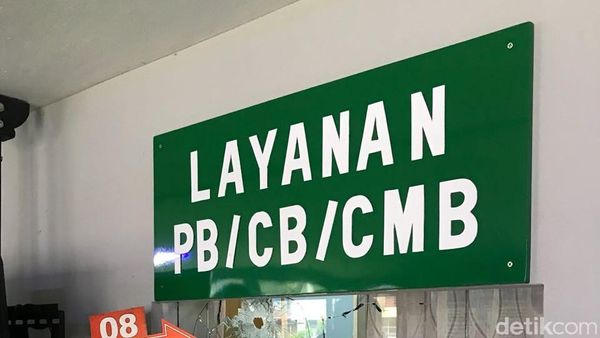 LAYANAN
PB/CB/CMB
08
detikcom